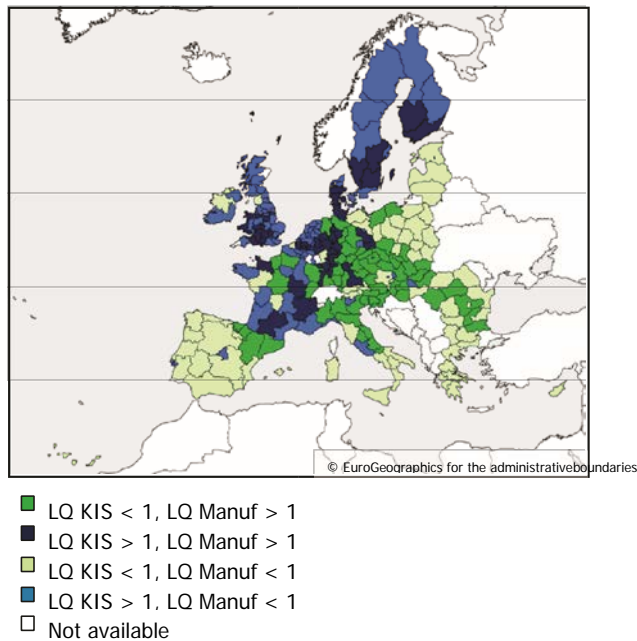 © EuroGeographics for the administrativeboundaries
LQ KIS < 1, LQ Manuf > 1
LQ KIS > 1, LQ Manuf > 1
LQ KIS < 1, LQ Manuf < 1
LQ KIS > 1, LQ Manuf < 1
Not available